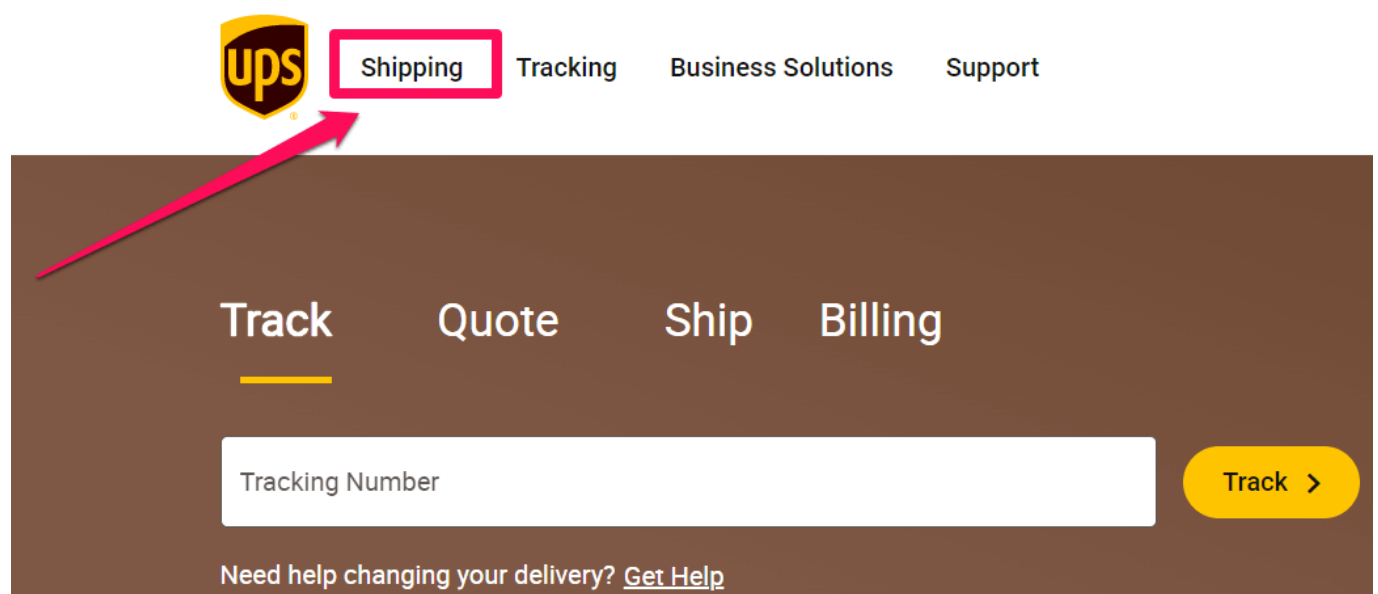 ups Shipping Tracking Business Solutions Support
®
Track Quote Ship Billing
Tracking Number Track >
Need help changing your delivery? Get Help